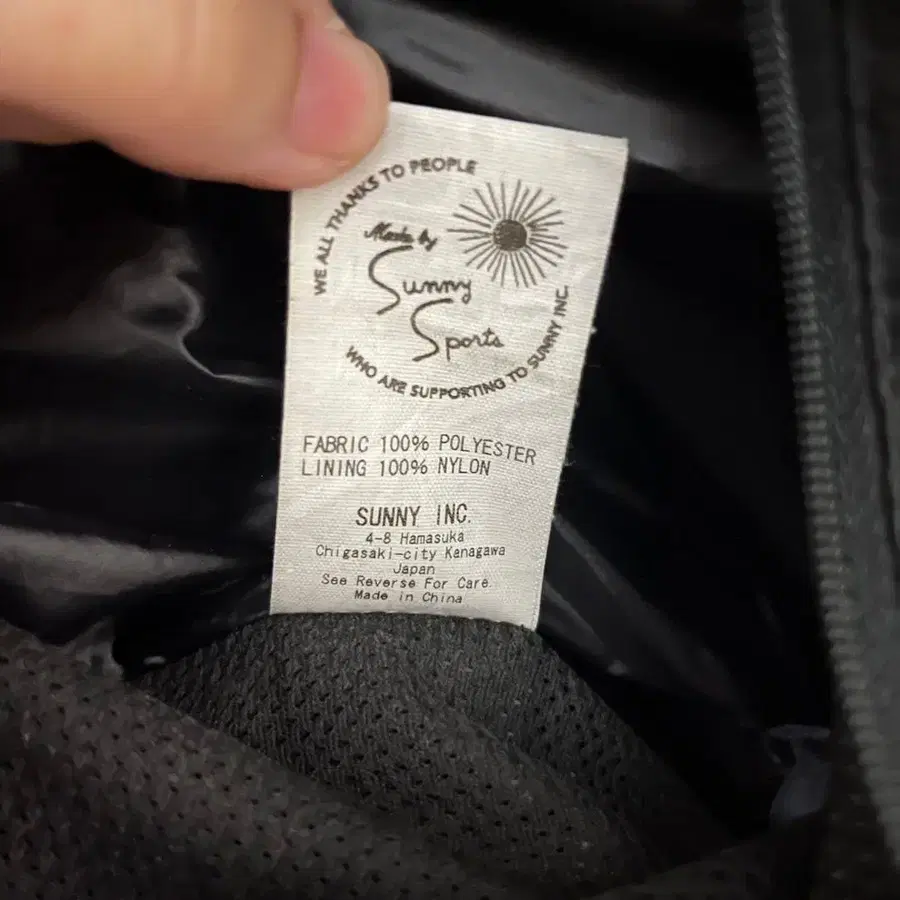 WE ALL THANKS TO PEOPLE
Made by
Sunny
Sports
WHO ARE SUPPORTING TO SUNNY INC.
FABRIC 100% POLYESTER
LINING 100% NYLON
SUNNY INC.
4-8 Hamasuka
Chigasaki-city Kanagawa
Japan
See Reverse For Care.
Made in China